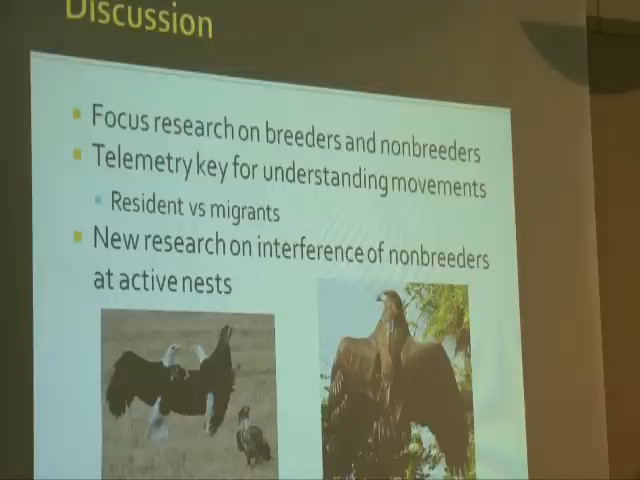 Discussion
Focus research on breeders and nonbreeders
Telemetry key for understanding movements
Resident vs migrants
New research on interference of nonbreeders
at active nests